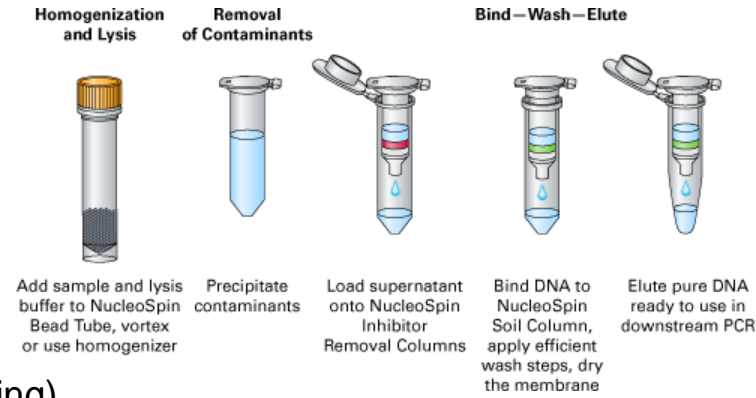 Homogenization
and Lysis
Removal
of Contaminants
Bind—Wash—Elute
Add sample and lysis
buffer to NucleoSpin
Bead Tube, vortex
or use homogenizer
Precipitate
contaminants
Load supernatant
onto NucleoSpin
Inhibitor
Removal Columns
Bind DNA to
NucleoSpin
Soil Column,
apply efficient
wash steps, dry
the membrane
Elute pure DNA
ready to use in
downstream PCR